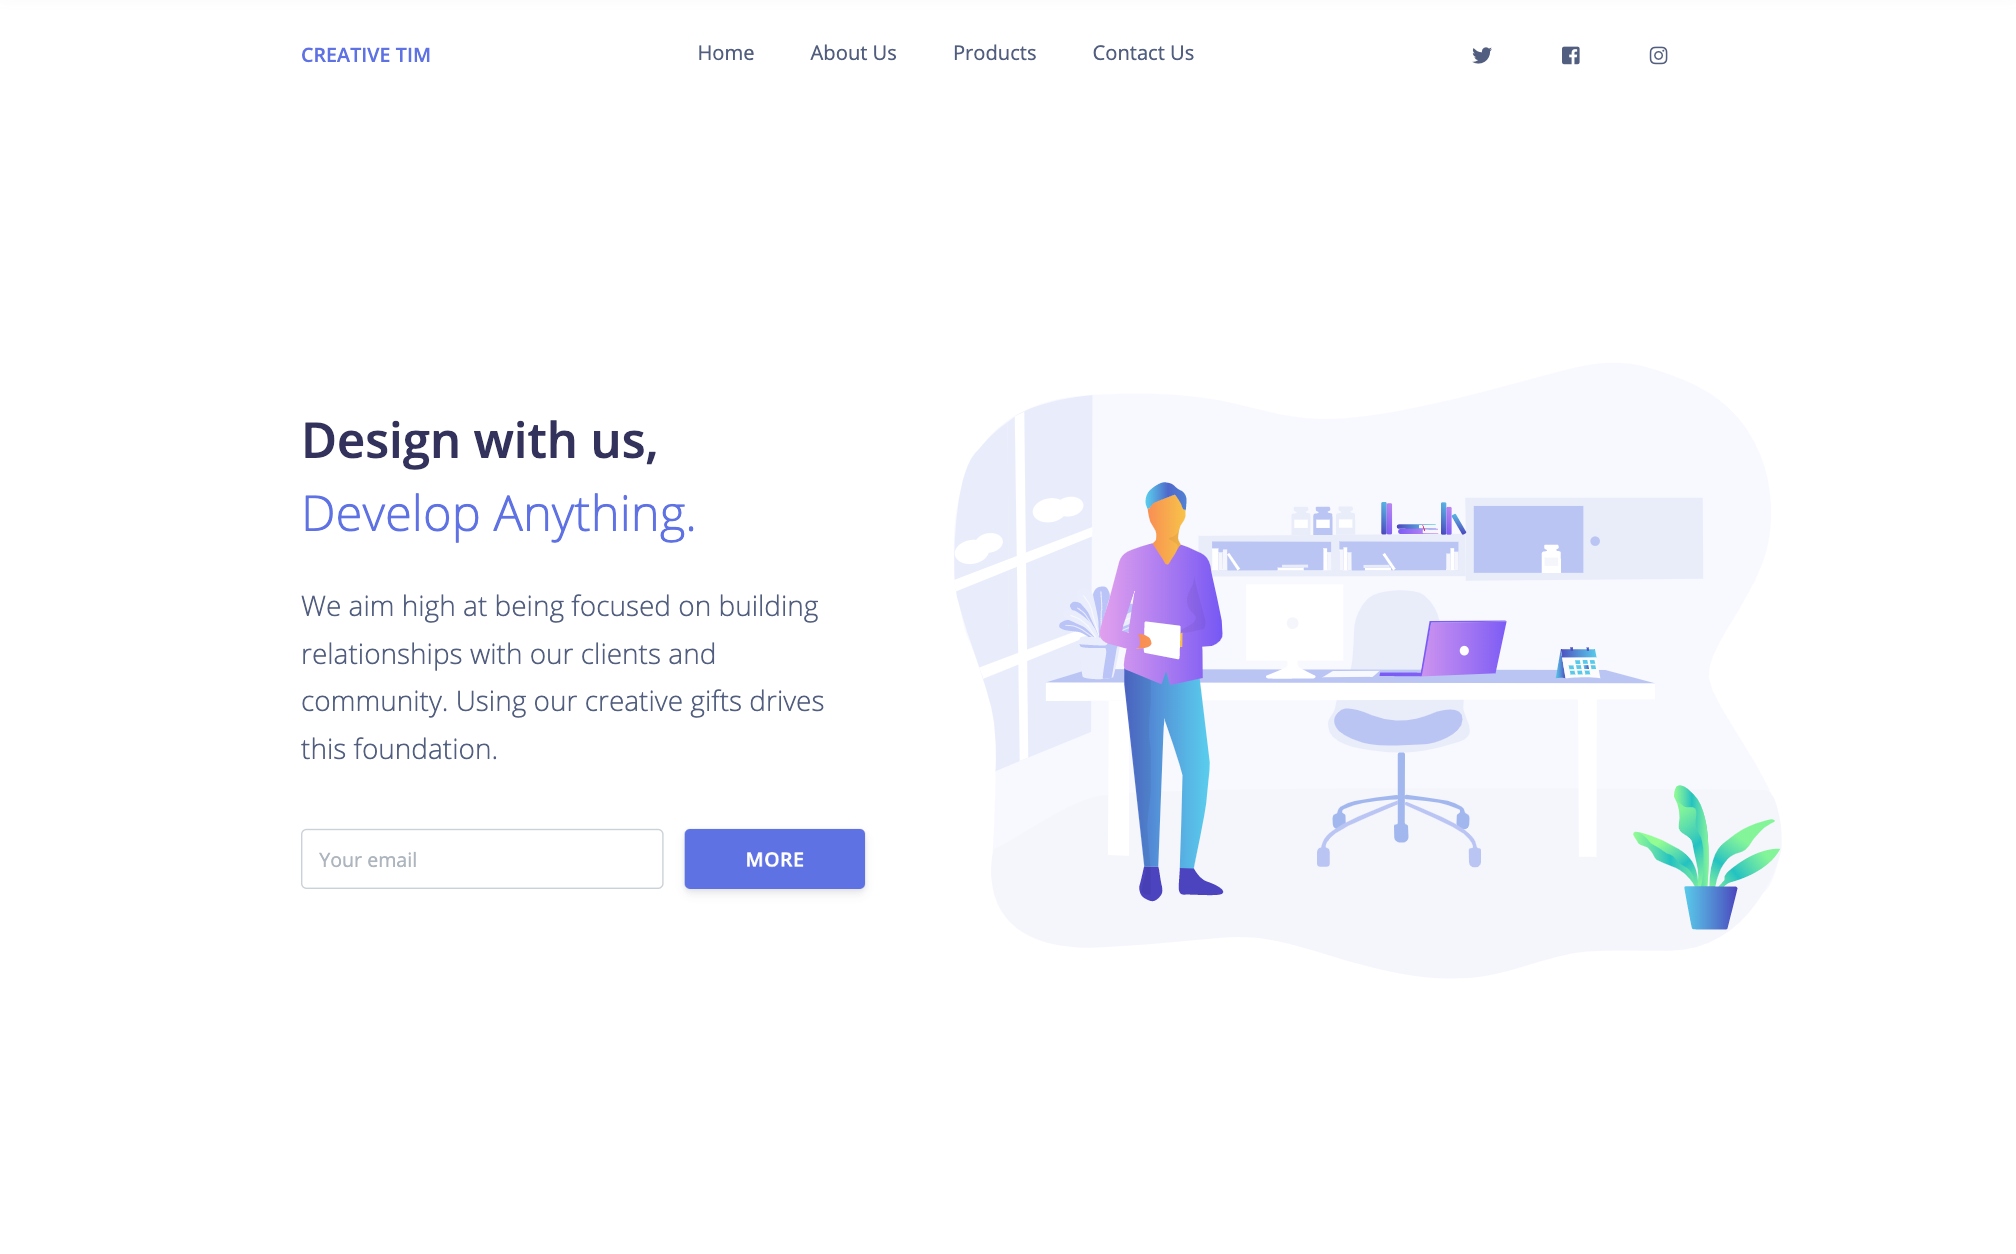 CREATIVE TIM
Home
About Us
Products
Contact Us
Design with us,
Develop Anything.
We aim high at being focused on building
relationships with our clients and
community. Using our creative gifts drives
this foundation.
Your email
MORE